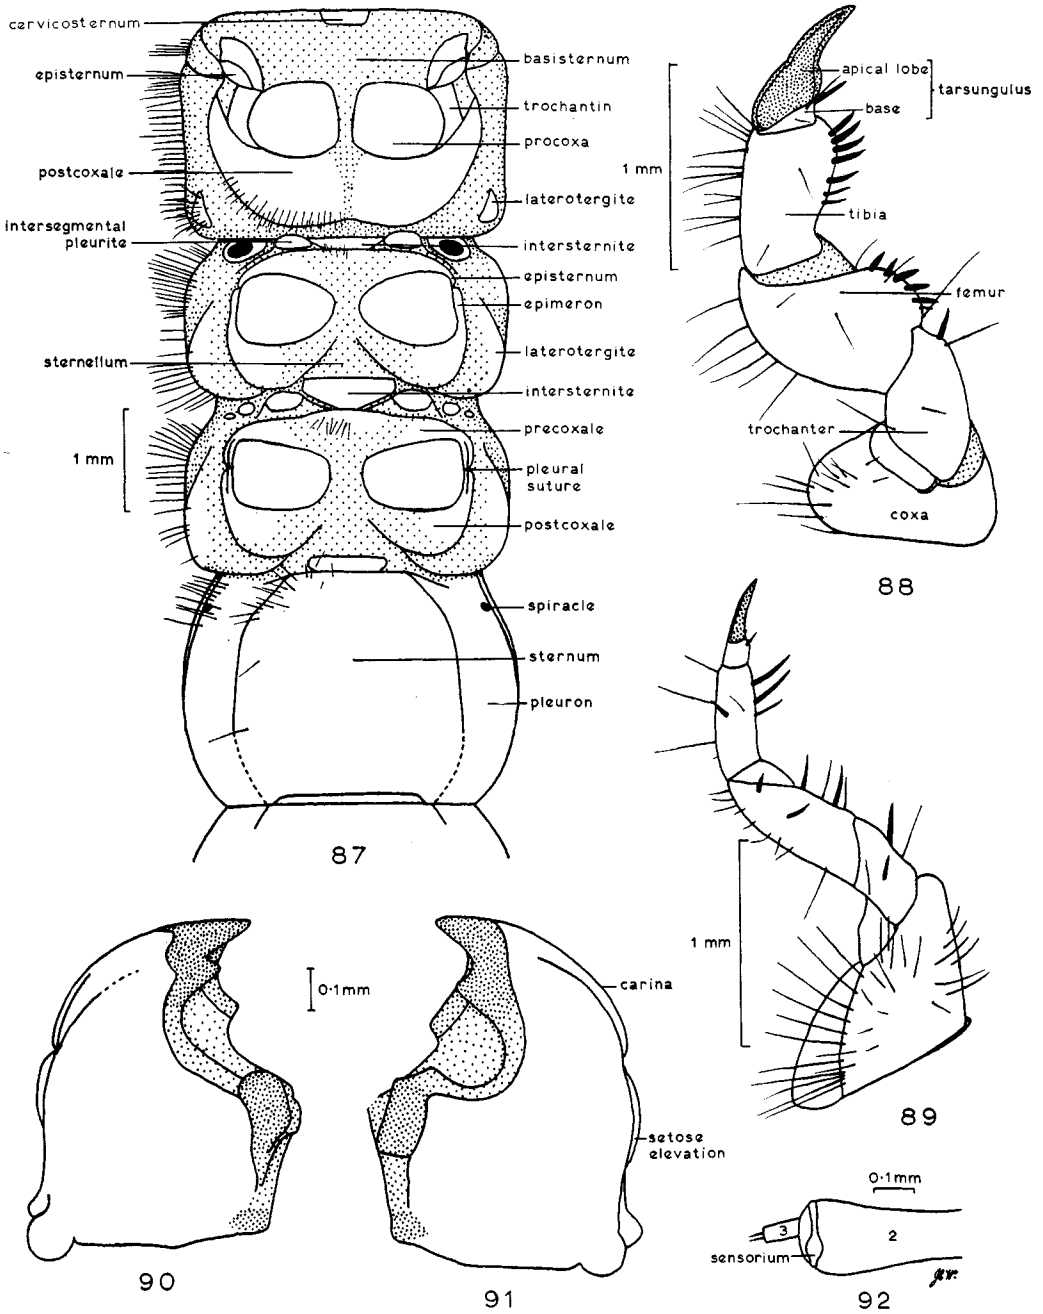 cervicosternum
episternum
postcoxale
intersegmental
pleurite
sternellum
1 mm
basisternum
trochantin
procoxa
laterotergite
intersternite
episternum
epimeron
laterotergite
intersternite
precoxale
pleural
suture
postcoxale
spiracle
sternum
pleuron
87
1 mm
apical lobe
base
tarsungulus
tibia
femur
trochanter
coxa
88
1 mm
89
0·1mm
90
carina
setose
elevation
91
0·1mm
3
2
sensorium
92